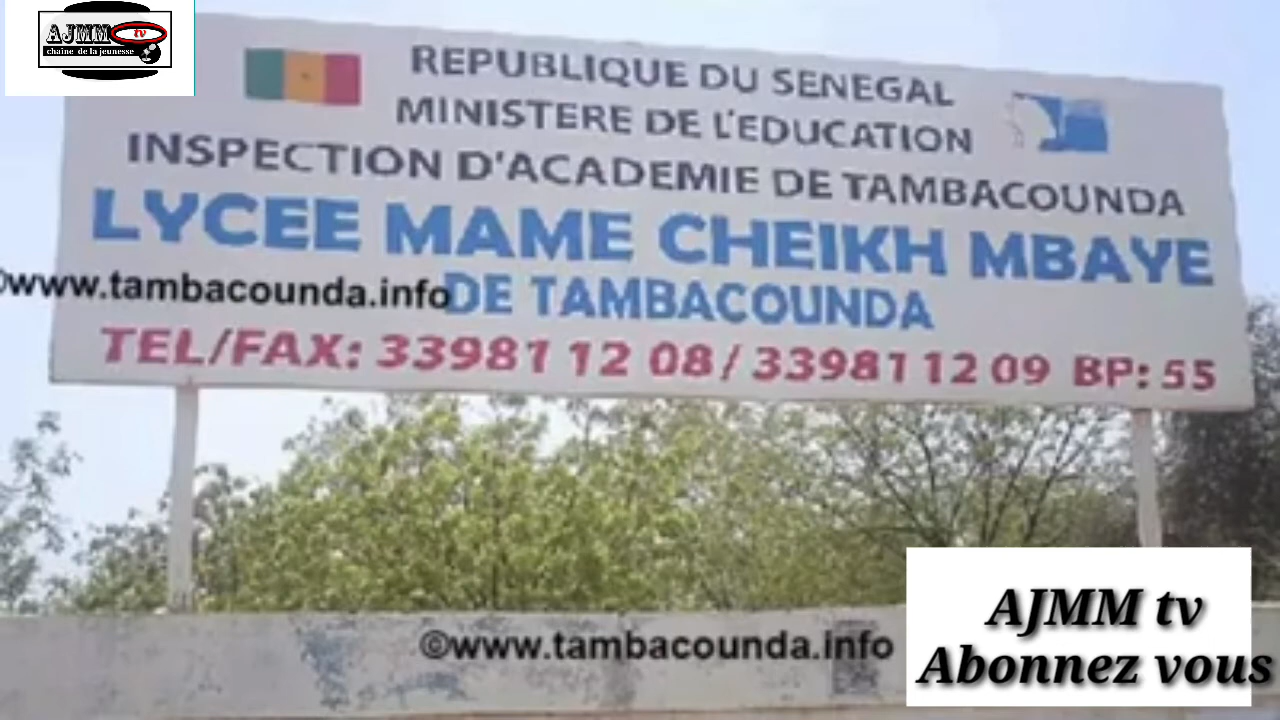 AJMM tv
chaine de la jeunesse
REPUBLIQUE DU SENEGAL
MINISTERE DE L'EDUCATION
INSPECTION D'ACADEMIE DE TAMBACOUNDA
LYCEE MAME CHEIKH MBAYE
©www.tambacounda.info
DE TAMBACOUNDA
TEL/FAX: 33981 12 08 / 33981 12 09 BP: 55
©www.tambacounda.info
AJMM tv
Abonnez vous